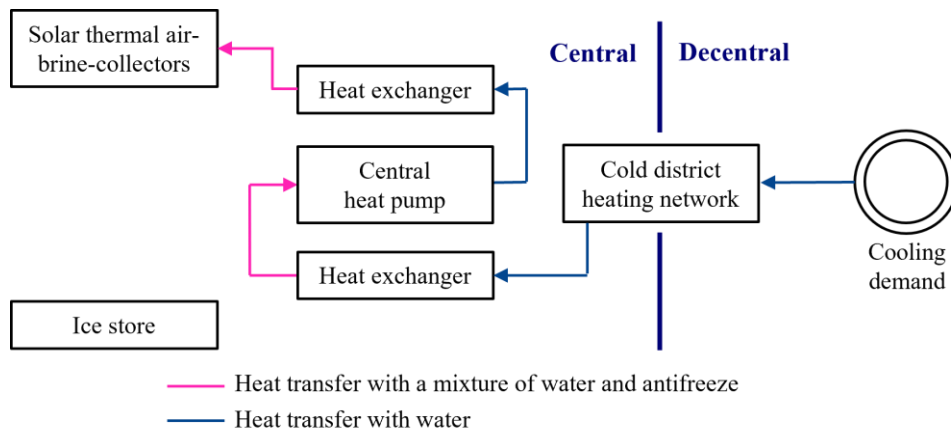 Solar thermal air-
brine-collectors
Heat exchanger
Central
Decentral
Central
heat pump
Cold district
heating network
Heat exchanger
Cooling
demand
Ice store
Heat transfer with a mixture of water and antifreeze
Heat transfer with water